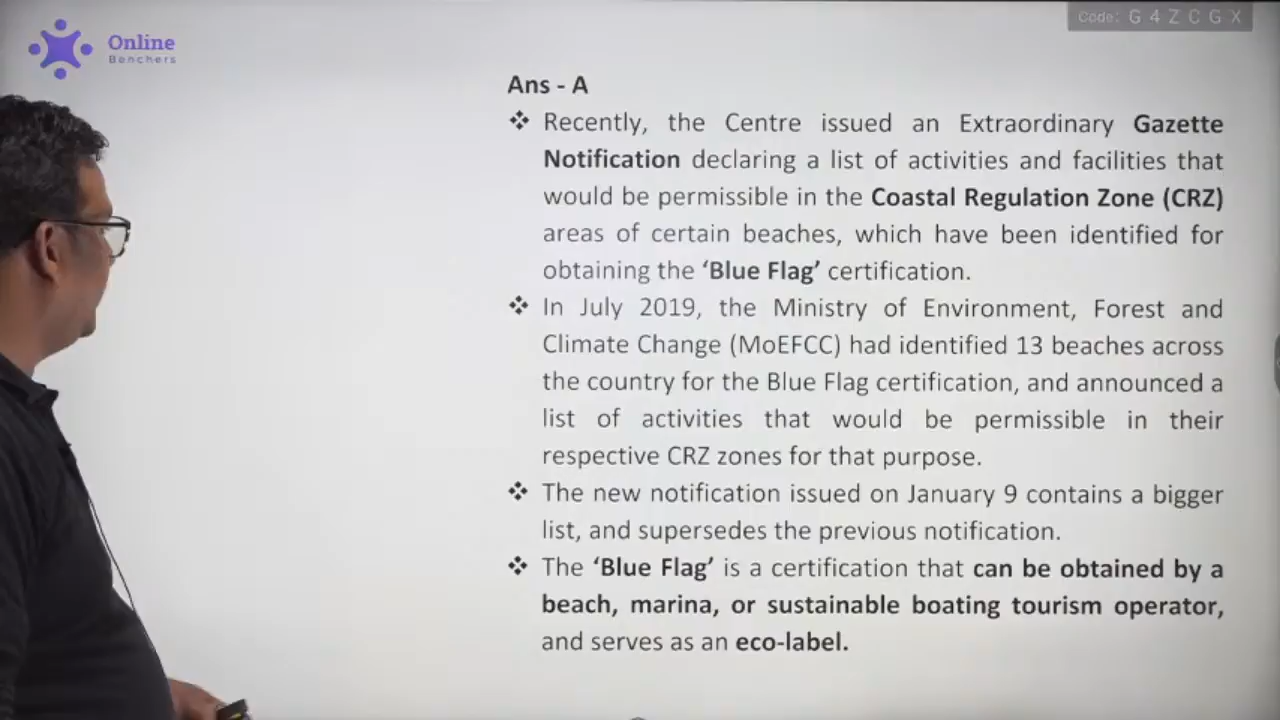 Online
Benchers
Code: G 4 Z C G X
Ans - A
❖ Recently, the Centre issued an Extraordinary Gazette
Notification declaring a list of activities and facilities that
would be permissible in the Coastal Regulation Zone (CRZ)
areas of certain beaches, which have been identified for
obtaining the ‘Blue Flag’ certification.
❖ In July 2019, the Ministry of Environment, Forest and
Climate Change (MoEFCC) had identified 13 beaches across
the country for the Blue Flag certification, and announced a
list of activities that would be permissible in their
respective CRZ zones for that purpose.
❖ The new notification issued on January 9 contains a bigger
list, and supersedes the previous notification.
❖ The ‘Blue Flag’ is a certification that can be obtained by a
beach, marina, or sustainable boating tourism operator,
and serves as an eco-label.